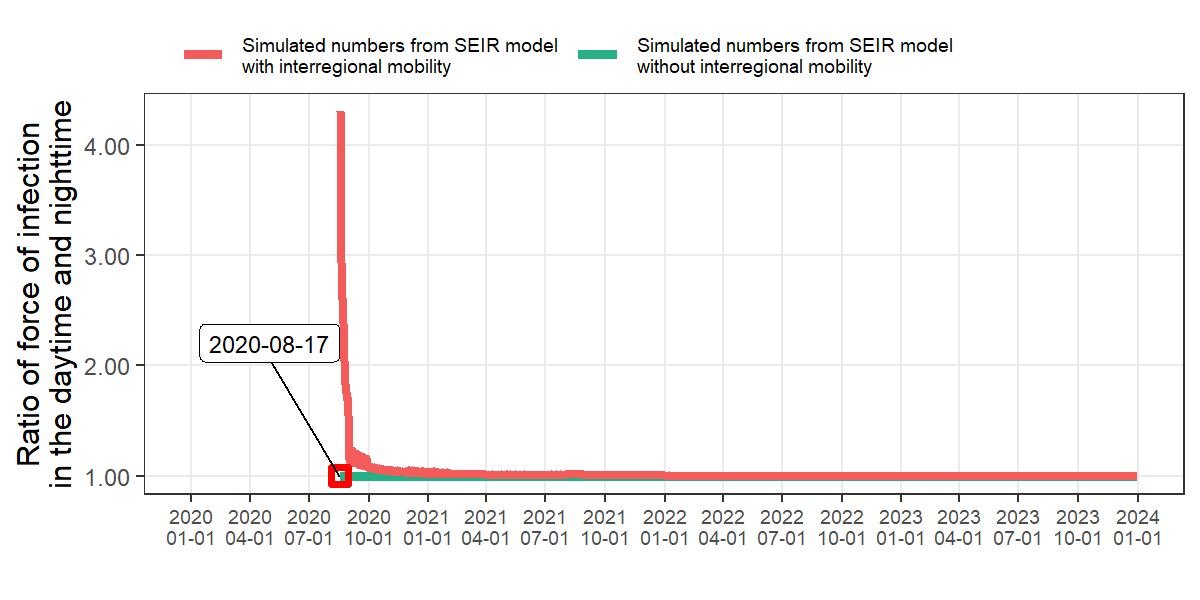 Simulated numbers from SEIR model
with interregional mobility
Simulated numbers from SEIR model
without interregional mobility
Ratio of force of infection
in the daytime and nighttime
4.00
3.00
2.00
1.00
2020-08-17
2020 2020 2020 2020 2021 2021 2021 2021 2022 2022 2022 2022 2023 2023 2023 2023 2024
01-01 04-01 07-01 10-01 01-01 04-01 07-01 10-01 01-01 04-01 07-01 10-01 01-01 04-01 07-01 10-01 01-01